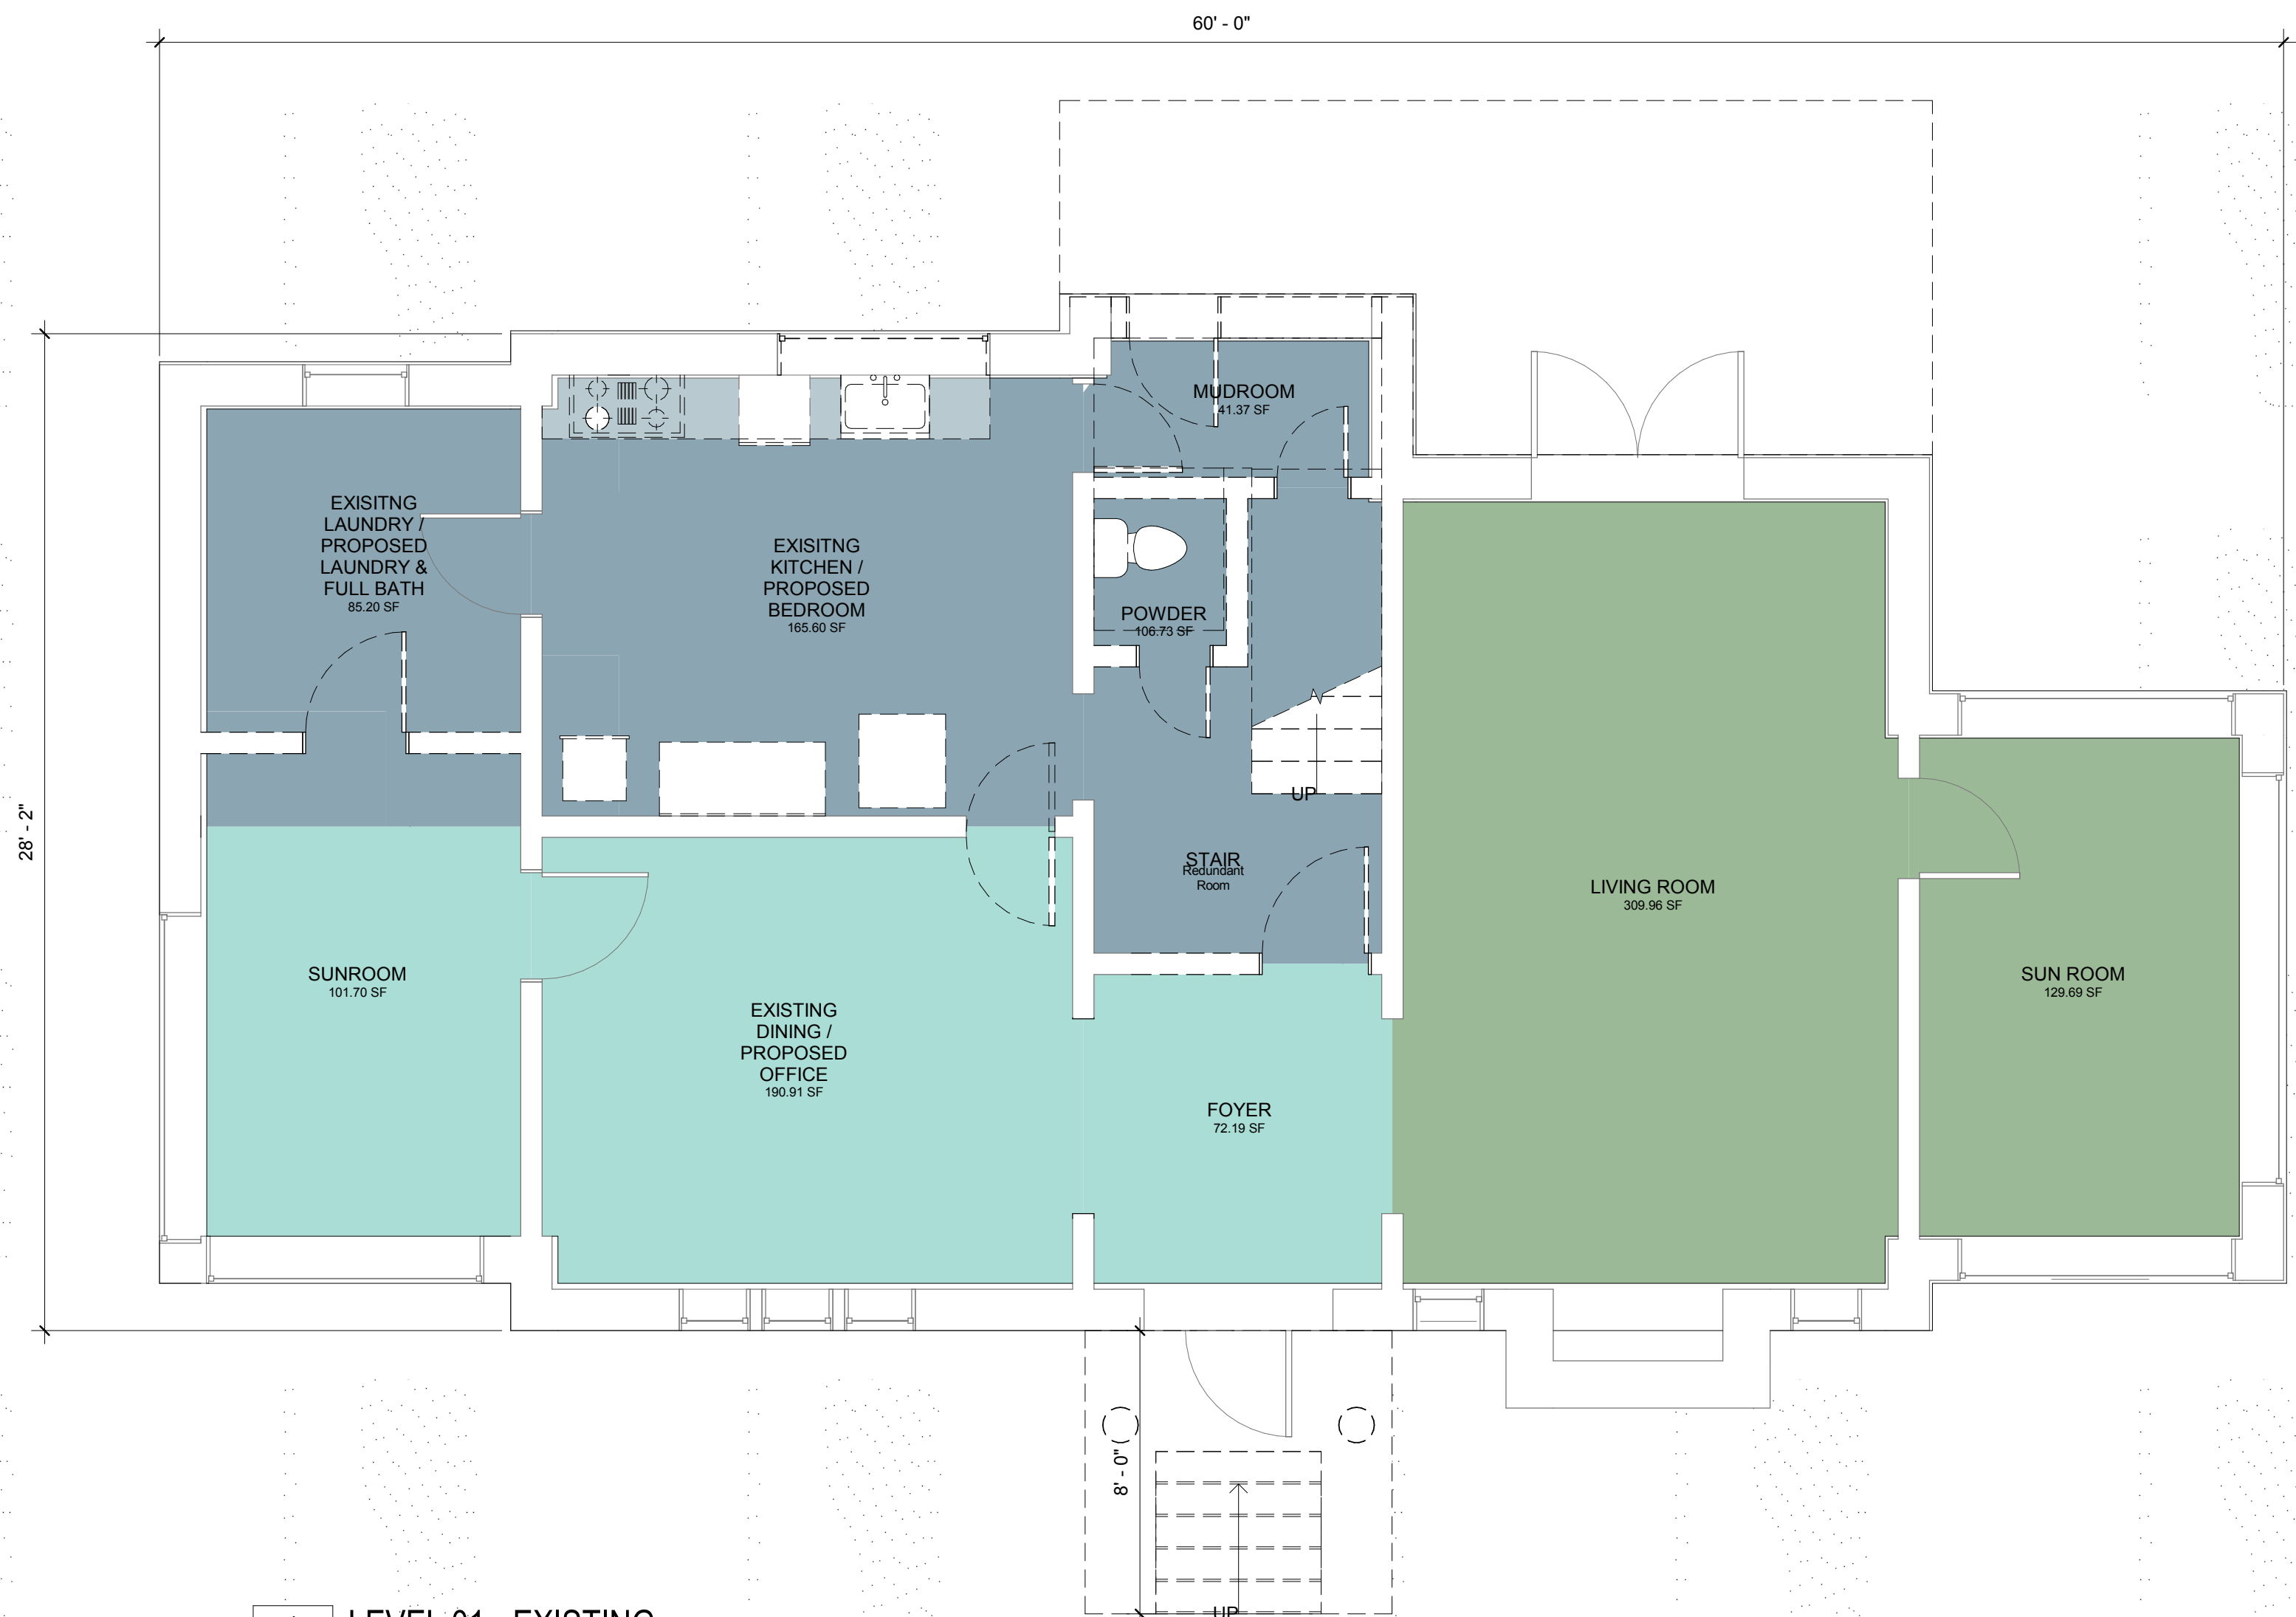 60' - 0"
28' - 2"
MUDROOM
41.37 SF
EXISITNG
LAUNDRY /
PROPOSED
LAUNDRY &
FULL BATH
85.20 SF
EXISITNG
KITCHEN /
PROPOSED
BEDROOM
165.60 SF
POWDER
106.73 SF
UP
STAIR
Redundant
Room
LIVING ROOM
309.96 SF
SUNROOM
101.70 SF
SUN ROOM
129.69 SF
EXISTING
DINING /
PROPOSED
OFFICE
190.91 SF
FOYER
72.19 SF
8' - 0"
UP
LEVEL 01 - EXISTING